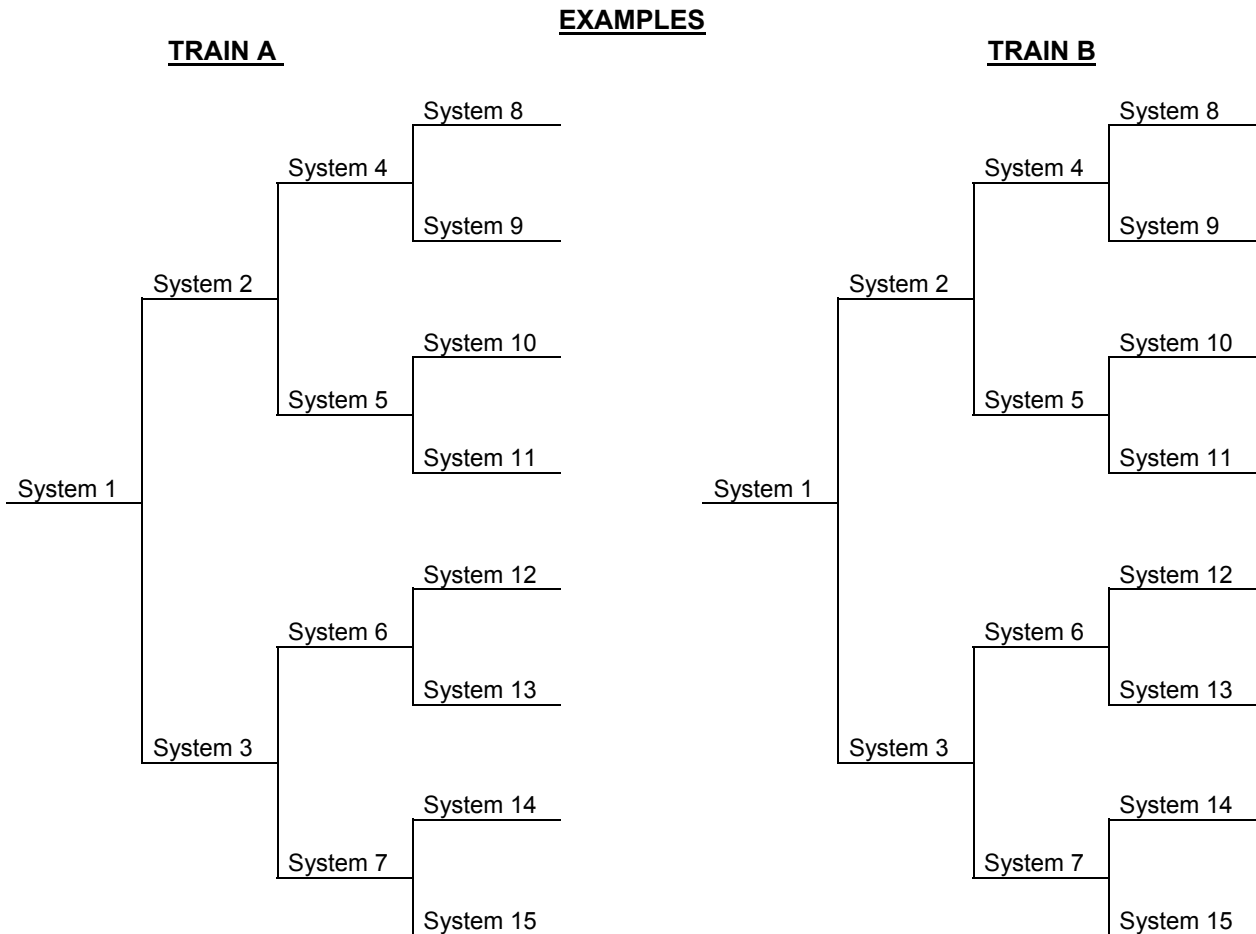 EXAMPLES
TRAIN A TRAIN B
System 8 System 8
System 4 System 4
System 9 System 9
System 2 System 2
System 10 System 10
System 5 System 5
System 11 System 11
System 1 System 1
System 12 System 12
System 6 System 6
System 13 System 13
System 3 System 3
System 14 System 14
System 7 System 7
System 15 System 15